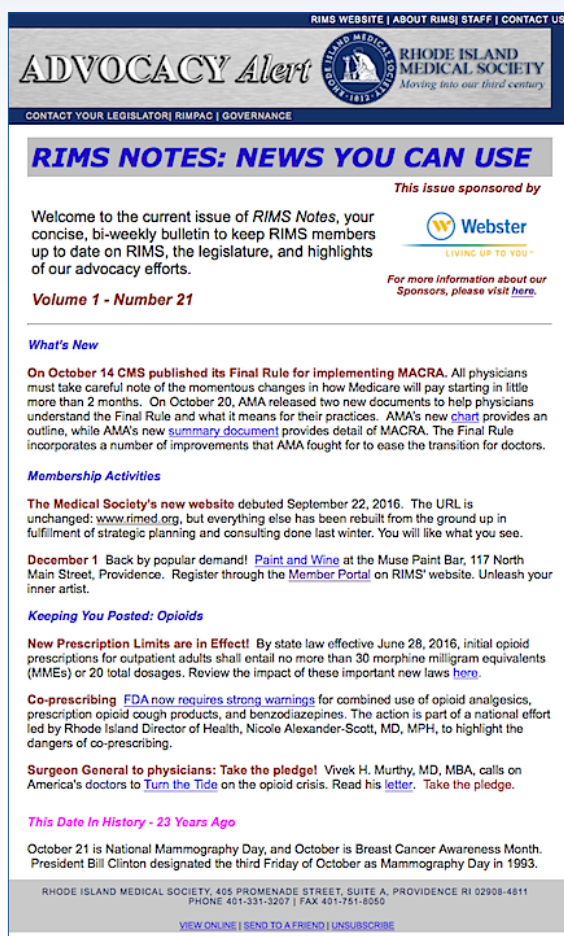 RIMS WEBSITE | ABOUT RIMS| STAFF | CONTACT US
ADVOCACY Alert
RHODE ISLAND MEDICAL SOCIETY
1812
RHODE ISLAND
MEDICAL SOCIETY
Moving into our third century
CONTACT YOUR LEGISLATOR| RIMPAC | GOVERNANCE
RIMS NOTES: NEWS YOU CAN USE
This issue sponsored by
Welcome to the current issue of RIMS Notes, your
concise, bi-weekly bulletin to keep RIMS members
up to date on RIMS, the legislature, and highlights
of our advocacy efforts.
Volume 1 - Number 21
W Webster
LIVING UP TO YOU
For more information about our
Sponsors, please visit here.
What's New
On October 14 CMS published its Final Rule for implementing MACRA. All physicians
must take careful note of the momentous changes in how Medicare will pay starting in little
more than 2 months. On October 20, AMA released two new documents to help physicians
understand the Final Rule and what it means for their practices. AMA's new chart provides an
outline, while AMA's new summary document provides detail of MACRA. The Final Rule
incorporates a number of improvements that AMA fought for to ease the transition for doctors.
Membership Activities
The Medical Society's new website debuted September 22, 2016. The URL is
unchanged: www.rimed.org, but everything else has been rebuilt from the ground up in
fulfillment of strategic planning and consulting done last winter. You will like what you see.
December 1 Back by popular demand! Paint and Wine at the Muse Paint Bar, 117 North
Main Street, Providence. Register through the Member Portal on RIMS' website. Unleash your
inner artist.
Keeping You Posted: Opioids
New Prescription Limits are in Effect! By state law effective June 28, 2016, initial opioid
prescriptions for outpatient adults shall entail no more than 30 morphine milligram equivalents
(MMEs) or 20 total dosages. Review the impact of these important new laws here.
Co-prescribing FDA now requires strong warnings for combined use of opioid analgesics,
prescription opioid cough products, and benzodiazepines. The action is part of a national effort
led by Rhode Island Director of Health, Nicole Alexander-Scott, MD, MPH, to highlight the
dangers of co-prescribing.
Surgeon General to physicians: Take the pledge! Vivek H. Murthy, MD, MBA, calls on
America's doctors to Turn the Tide on the opioid crisis. Read his letter. Take the pledge.
This Date In History - 23 Years Ago
October 21 is National Mammography Day, and October is Breast Cancer Awareness Month.
President Bill Clinton designated the third Friday of October as Mammography Day in 1993.
RHODE ISLAND MEDICAL SOCIETY, 405 PROMENADE STREET, SUITE A, PROVIDENCE RI 02908-4811
PHONE 401-331-3207 | FAX 401-751-8050
VIEW ONLINE | SEND TO A FRIEND | UNSUBSCRIBE